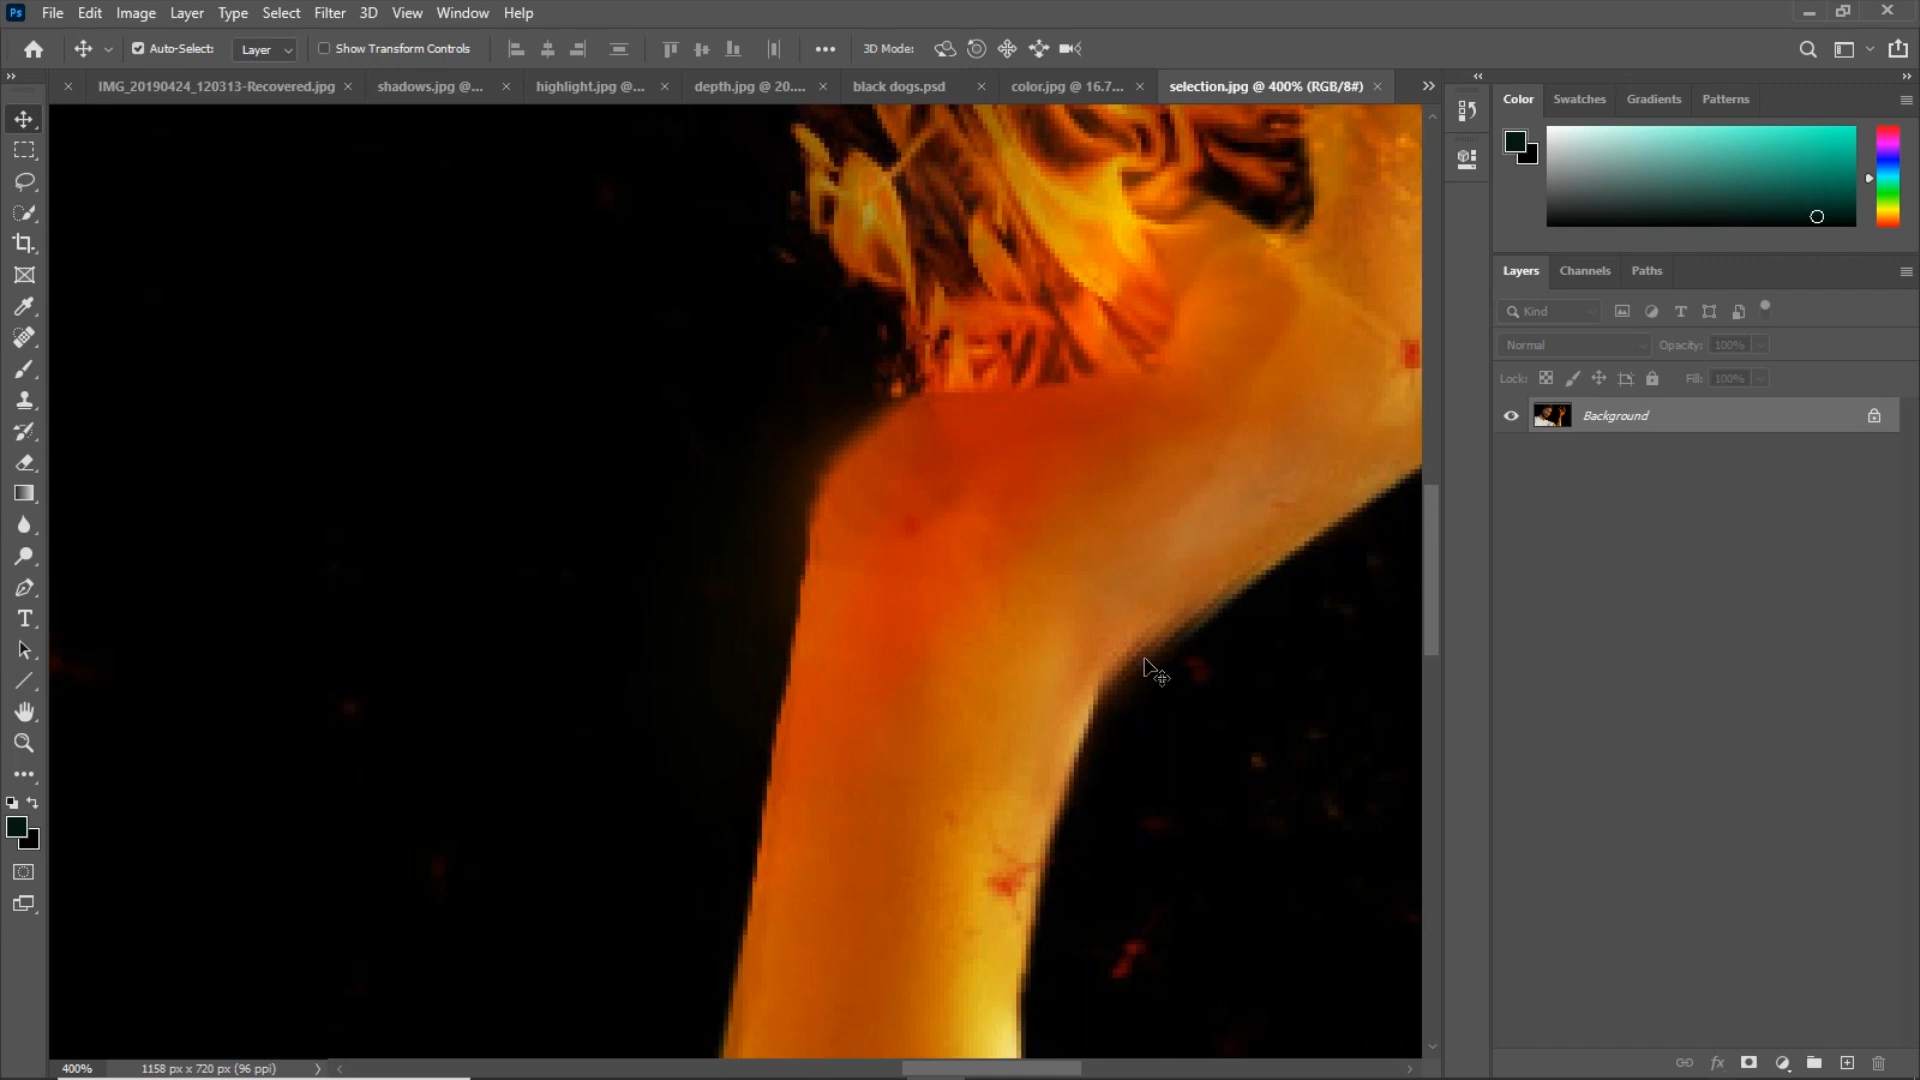 Ps File Edit Image Layer Type Select Filter 3D View Window Help
Auto-Select: Layer Show Transform Controls 3D Mode:
IMG_20190424_120313-Recovered.jpg shadows.jpg @... highlight.jpg @... depth.jpg @ 20.... black dogs.psd color.jpg @ 16.7... selection.jpg @ 400% (RGB/8#)
Color Swatches Gradients Patterns
Layers Channels Paths
Kind
Normal Opacity: 100%
Lock: Fill: 100%
Background
fx
400% 1158 px x 720 px (96 ppi)